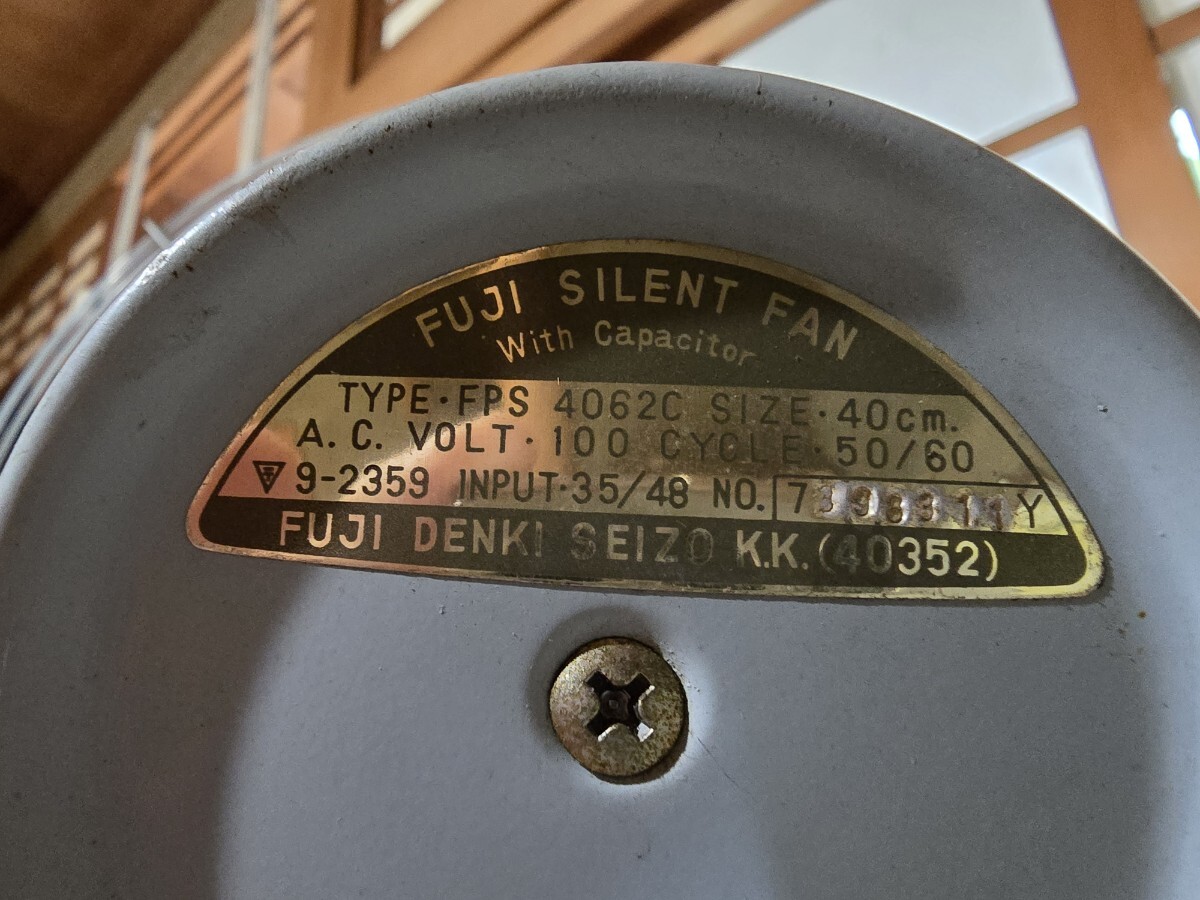 FUJI SILENT FAN
With Capacitor
TYPE·FPS 4062C SIZE·40cm.
A.C. VOLT·100 CYCLE·50/60
9-2359 INPUT·35/48 NO. 7398311Y
FUJI DENKI SEIZO K.K. (40352)